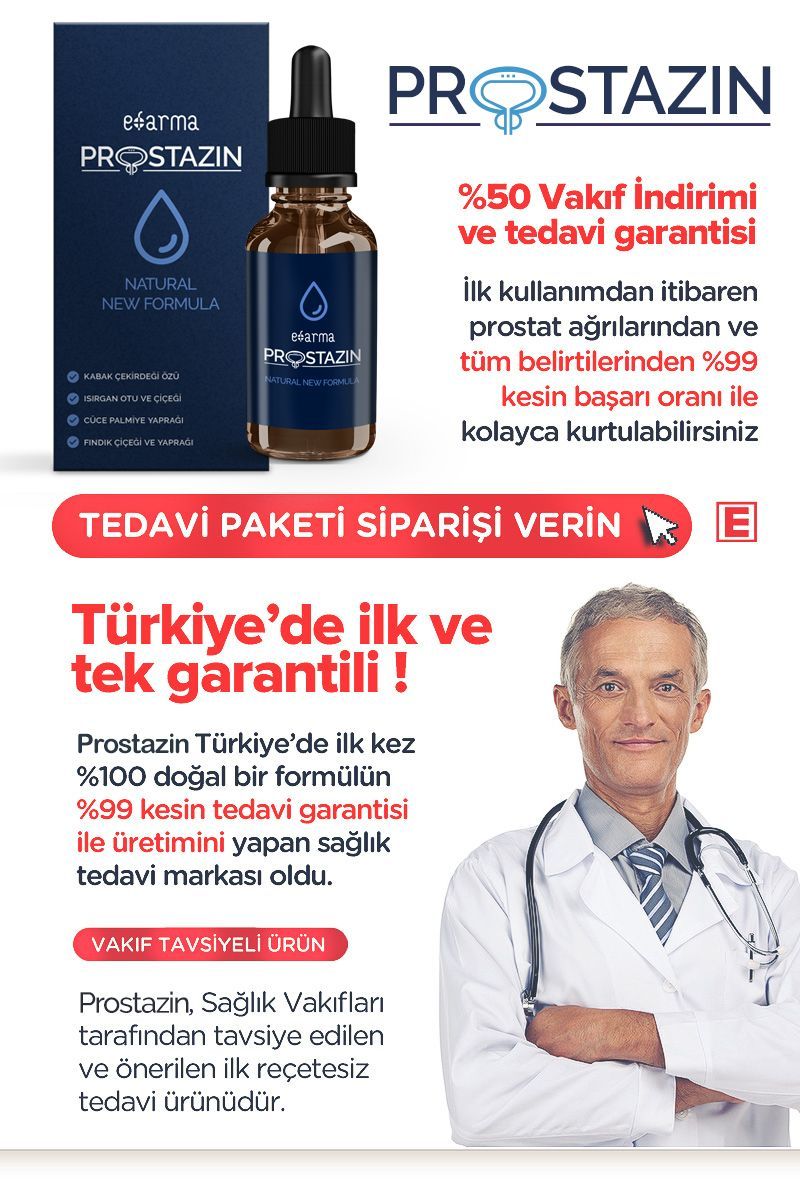 efarma
PROSTAZIN
NATURAL
NEW FORMULA
KABAK ÇEKİRDEĞİ ÖZÜ
ISIRGAN OTU VE ÇİÇEĞİ
CÜCE PALMİYE YAPRAĞI
FINDIK ÇİÇEĞİ VE YAPRAĞI
efarma
PROSTAZIN
NATURAL NEW FORMULA
PROSTAZIN
%50 Vakıf İndirimi
ve tedavi garantisi
İlk kullanımdan itibaren
prostat ağrılarından ve
tüm belirtilerinden %99
kesin başarı oranı ile
kolayca kurtulabilirsiniz
TEDAVİ PAKETİ SİPARİŞİ VERİN
E
Türkiye’de ilk ve
tek garantili !
Prostazin Türkiye’de ilk kez
%100 doğal bir formülün
%99 kesin tedavi garantisi
ile üretimini yapan sağlık
tedavi markası oldu.
VAKIF TAVSİYELİ ÜRÜN
Prostazin, Sağlık Vakıfları
tarafından tavsiye edilen
ve önerilen ilk reçetesiz
tedavi ürünüdür.